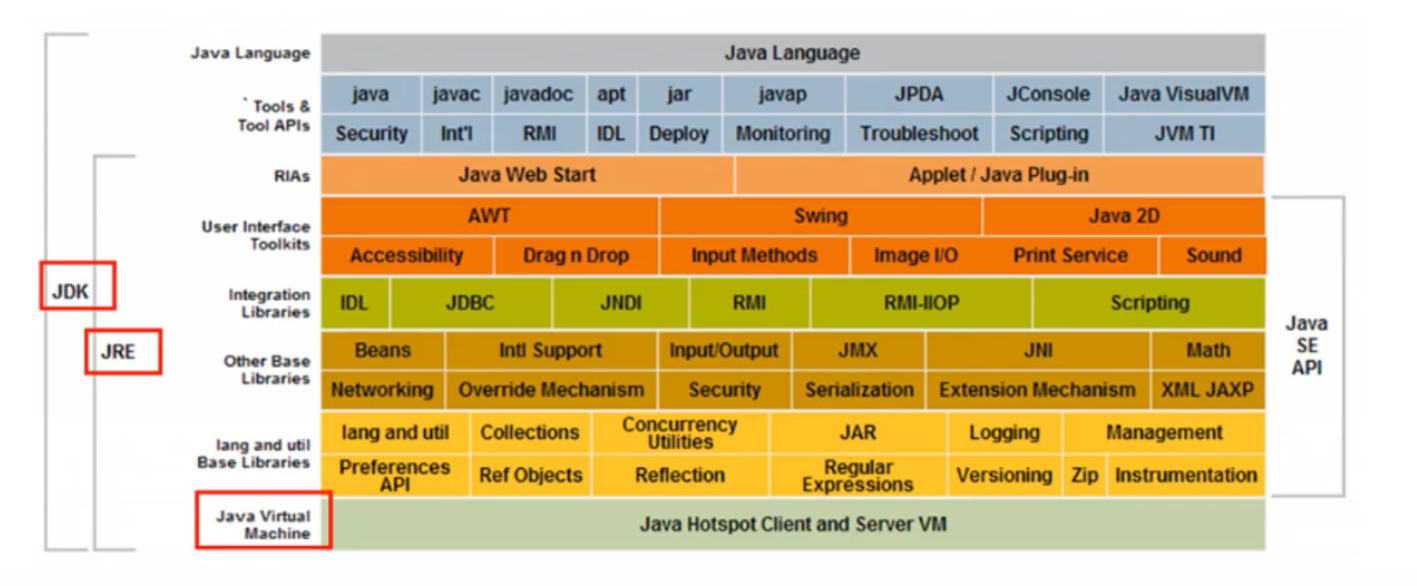 Java Language Java Language
` Tools &
Tool APIs
java javac javadoc apt jar javap JPDA JConsole Java VisualVM
Security Int'l RMI IDL Deploy Monitoring Troubleshoot Scripting JVM TI
RIAs Java Web Start Applet / Java Plug-in
User Interface
Toolkits
AWT Swing Java 2D
Accessibility Drag n Drop Input Methods Image I/O Print Service Sound
JDK
Integration
Libraries
IDL JDBC JNDI RMI RMI-IIOP Scripting
Java
SE
API
JRE
Other Base
Libraries
Beans Intl Support Input/Output JMX JNI Math
Networking Override Mechanism Security Serialization Extension Mechanism XML JAXP
lang and util
Base Libraries
lang and util Collections Concurrency
Utilities JAR Logging Management
Preferences
API Ref Objects Reflection Regular
Expressions Versioning Zip Instrumentation
Java Virtual
Machine
Java Hotspot Client and Server VM